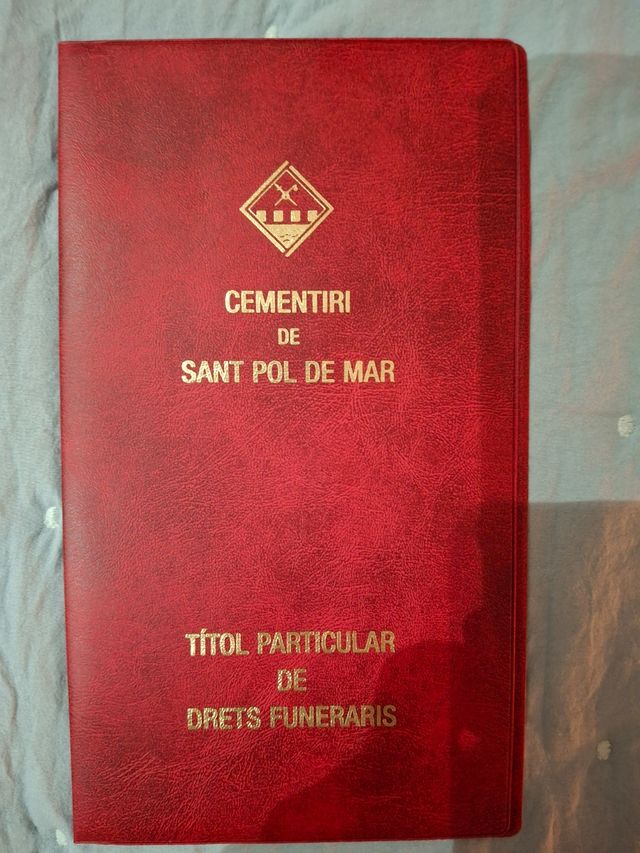 CEMENTIRI
DE
SANT POL DE MAR
TÍTOL PARTICULAR
DE
DRETS FUNERARIS